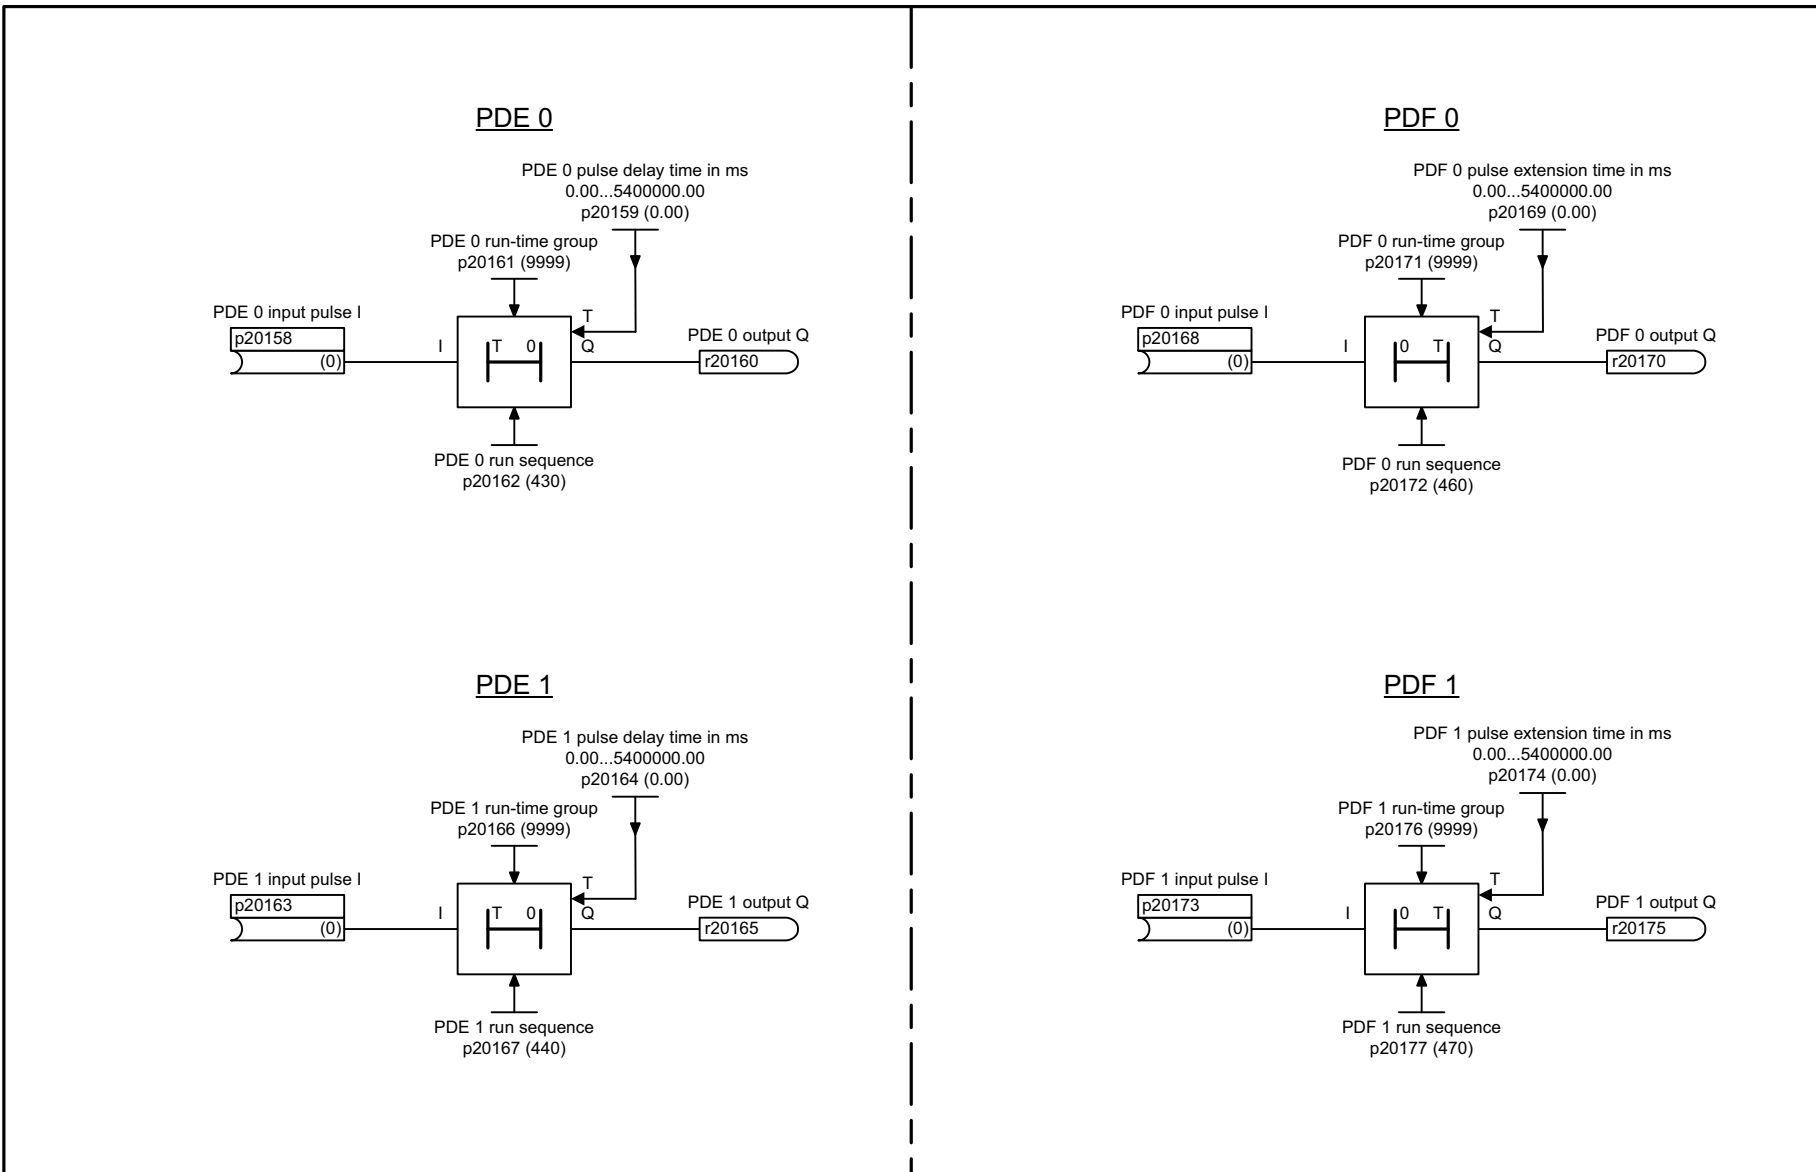 PDE 0
PDE 0 pulse delay time in ms
0.00...5400000.00
p20159 (0.00)
PDE 0 run-time group
p20161 (9999)
PDE 0 input pulse I
p20158
(0)
I
T 0
T
Q
PDE 0 output Q
r20160
PDE 0 run sequence
p20162 (430)
PDF 0
PDF 0 pulse extension time in ms
0.00...5400000.00
p20169 (0.00)
PDF 0 run-time group
p20171 (9999)
PDF 0 input pulse I
p20168
(0)
I
0 T
T
Q
PDF 0 output Q
r20170
PDF 0 run sequence
p20172 (460)
PDE 1
PDE 1 pulse delay time in ms
0.00...5400000.00
p20164 (0.00)
PDE 1 run-time group
p20166 (9999)
PDE 1 input pulse I
p20163
(0)
I
T 0
T
Q
PDE 1 output Q
r20165
PDE 1 run sequence
p20167 (440)
PDF 1
PDF 1 pulse extension time in ms
0.00...5400000.00
p20174 (0.00)
PDF 1 run-time group
p20176 (9999)
PDF 1 input pulse I
p20173
(0)
I
0 T
T
Q
PDF 1 output Q
r20175
PDF 1 run sequence
p20177 (470)